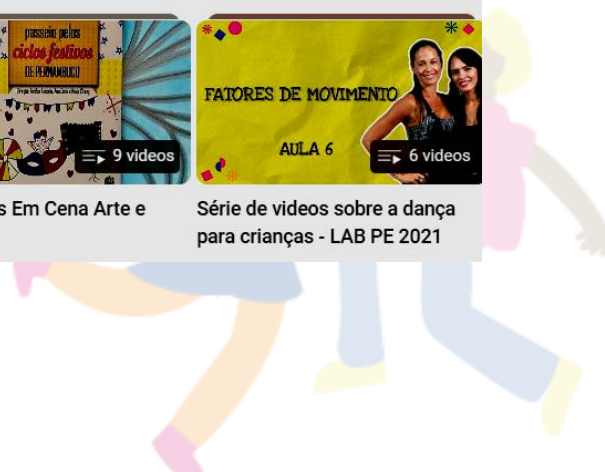 passeio pelos
ciclos festivos
DE PERNAMBUCO
9 videos
s Em Cena Arte e
FATORES DE MOVIMENTO
AULA 6
6 videos
Série de videos sobre a dança
para crianças - LAB PE 2021